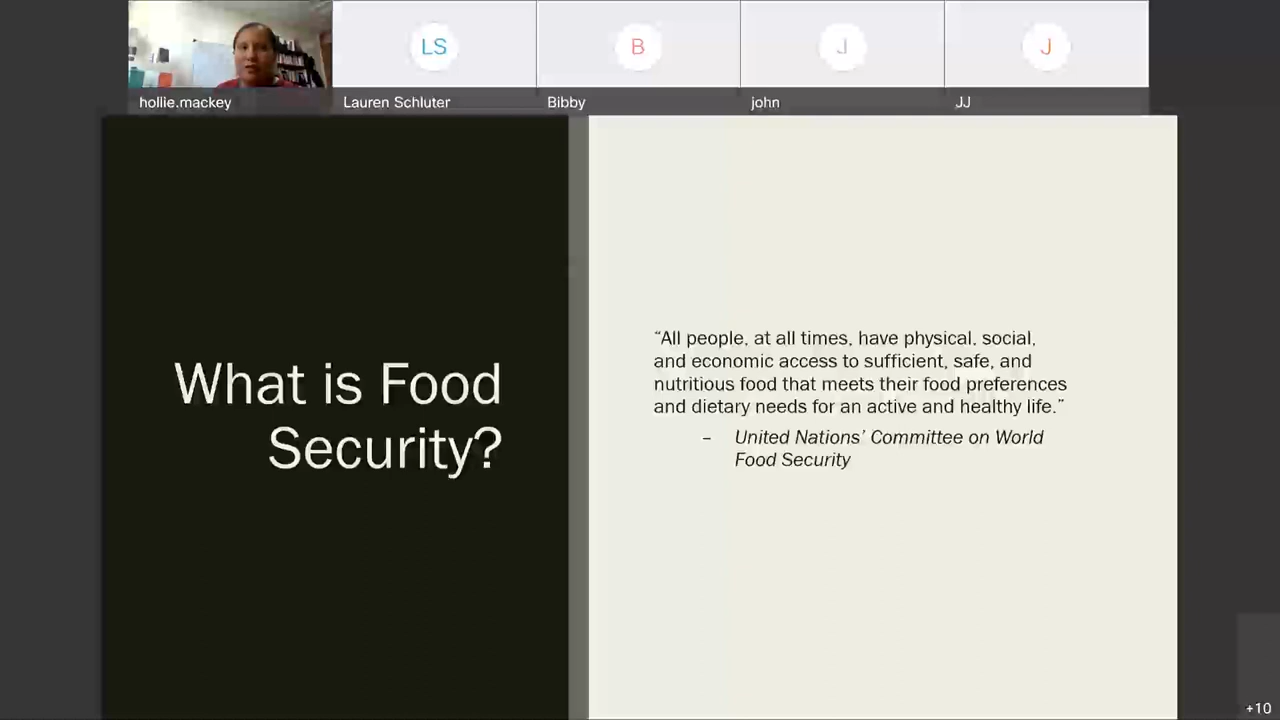 LS
B
J
J
hollie.mackey
Lauren Schluter
Bibby
john
JJ
What is Food
Security?
“All people, at all times, have physical, social,
and economic access to sufficient, safe, and
nutritious food that meets their food preferences
and dietary needs for an active and healthy life.”
– United Nations’ Committee on World
Food Security
+10